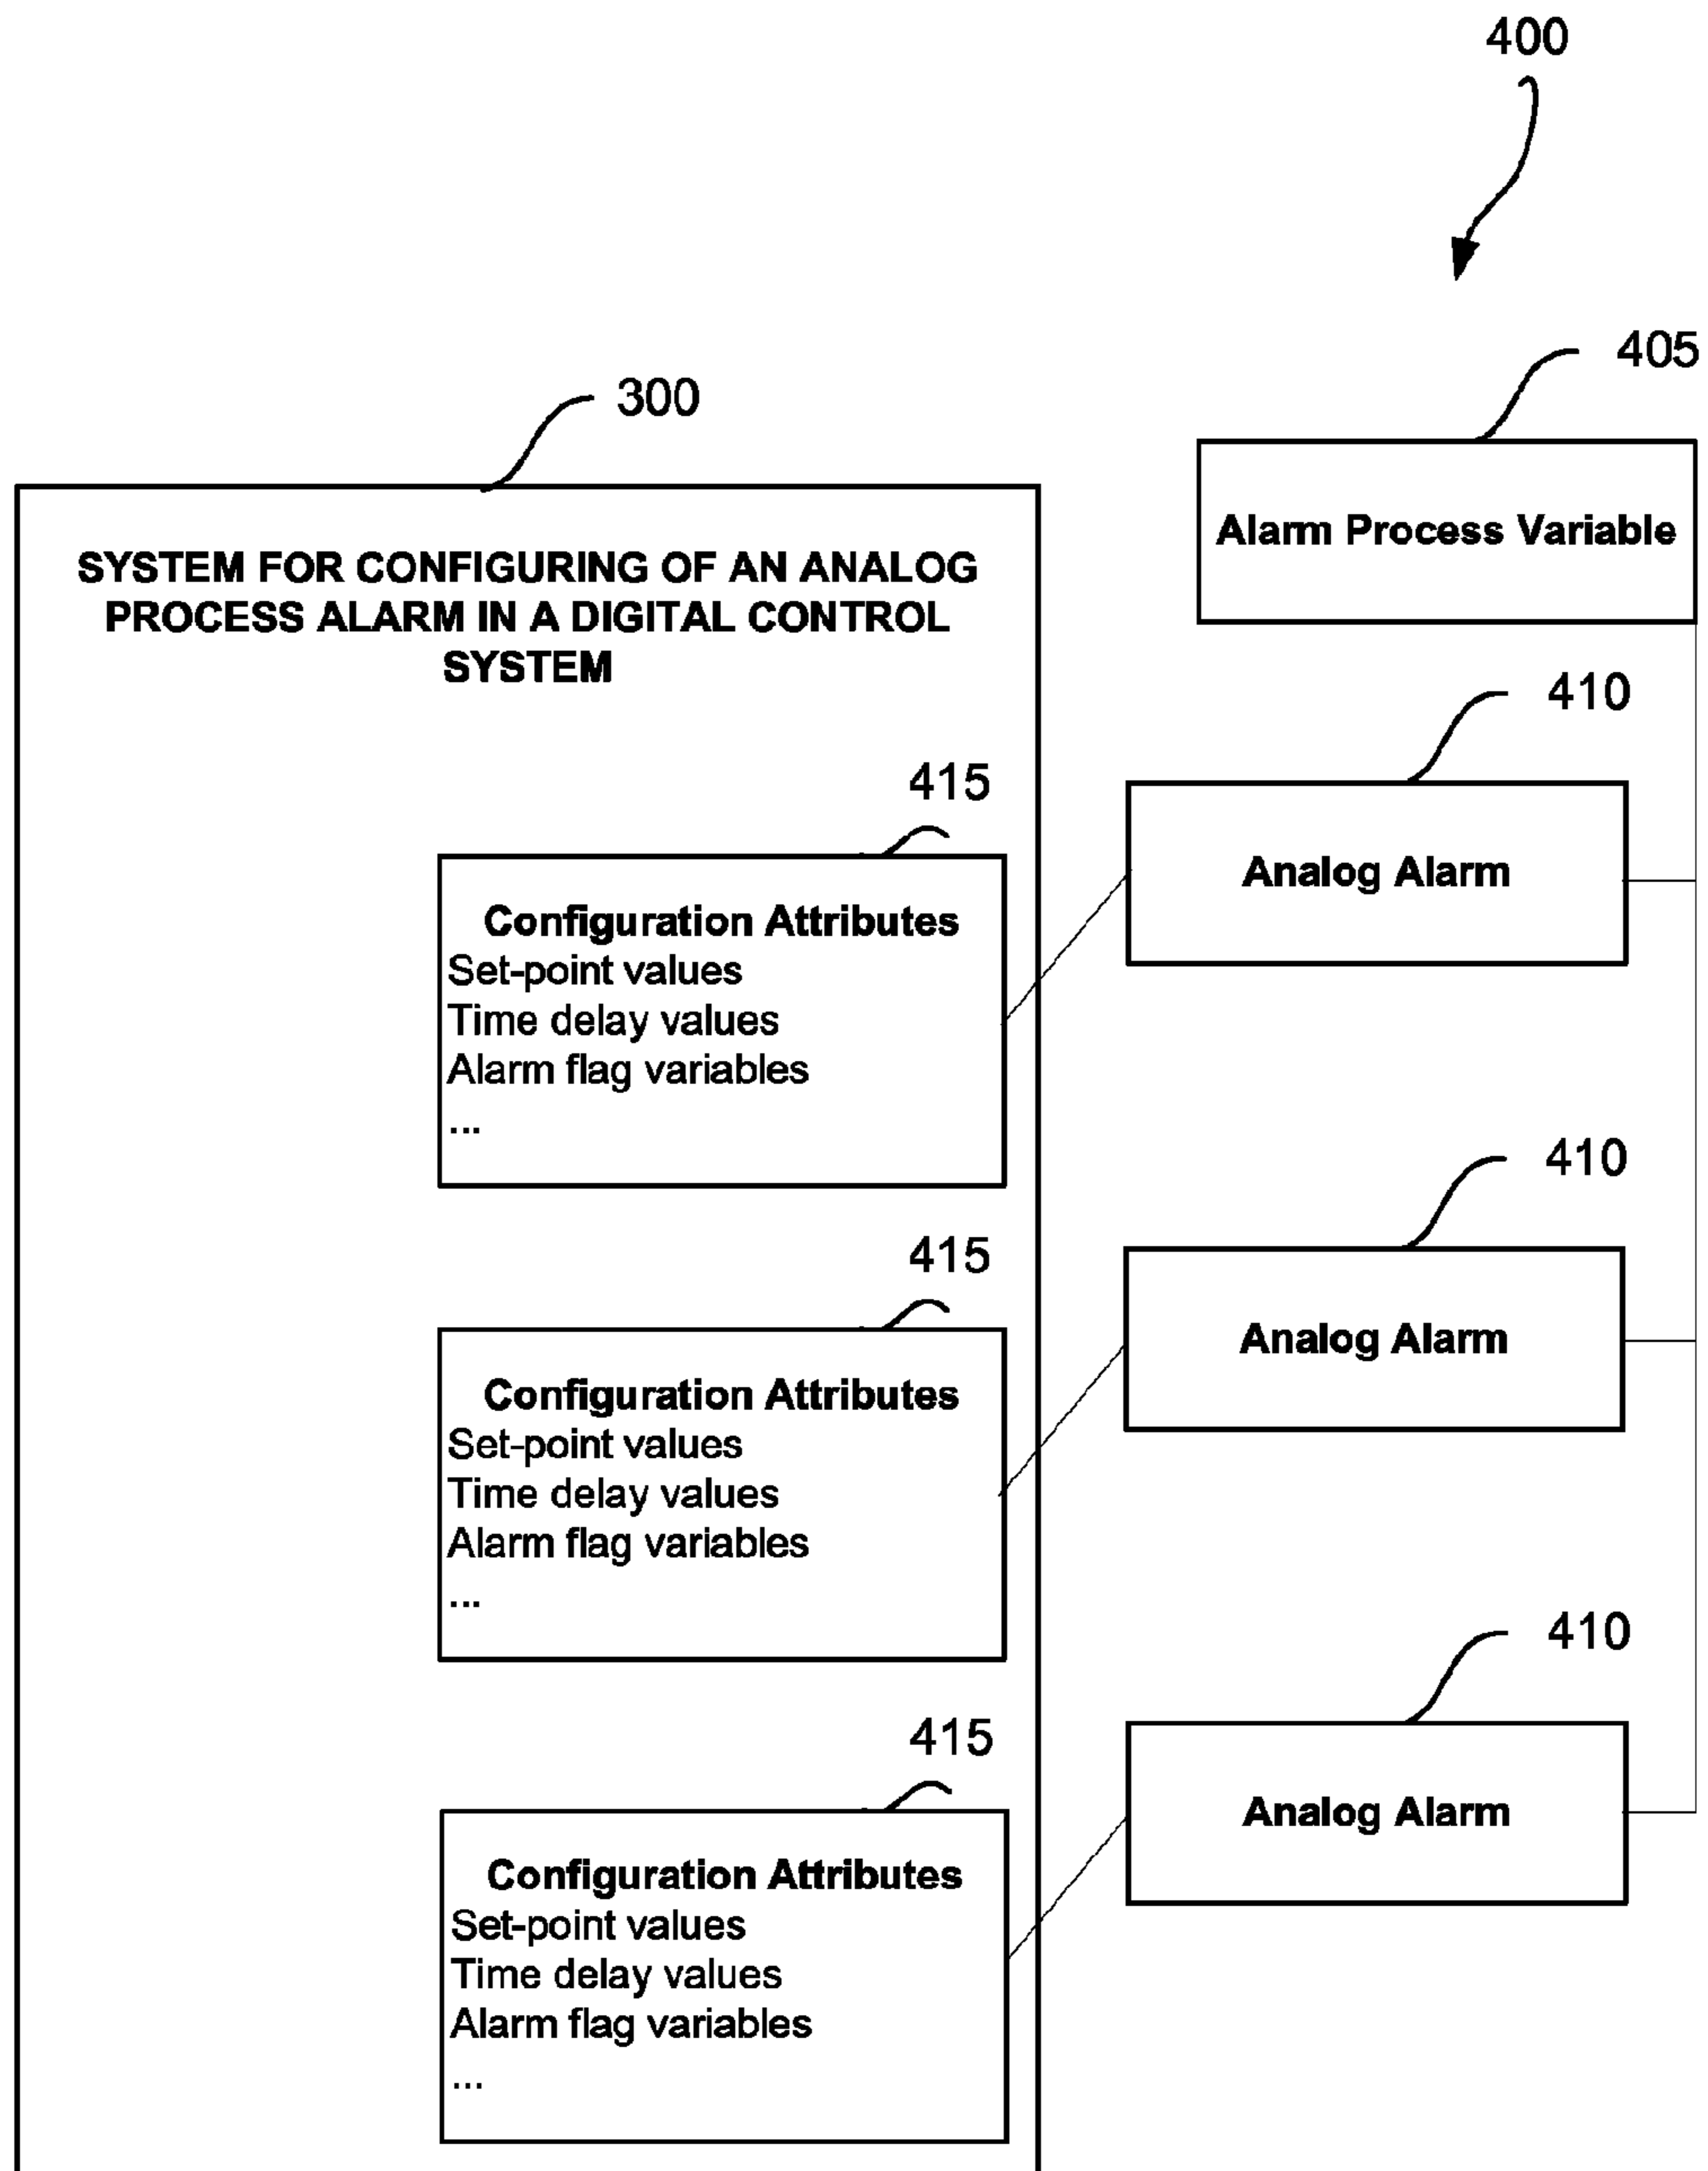 400
405
300
Alarm Process Variable
SYSTEM FOR CONFIGURING OF AN ANALOG
PROCESS ALARM IN A DIGITAL CONTROL
SYSTEM
410
415
Analog Alarm
Configuration Attributes
Set-point values
Time delay values
Alarm flag variables
...
410
415
Analog Alarm
Configuration Attributes
Set-point values
Time delay values
Alarm flag variables
...
410
415
Analog Alarm
Configuration Attributes
Set-point values
Time delay values
Alarm flag variables
...